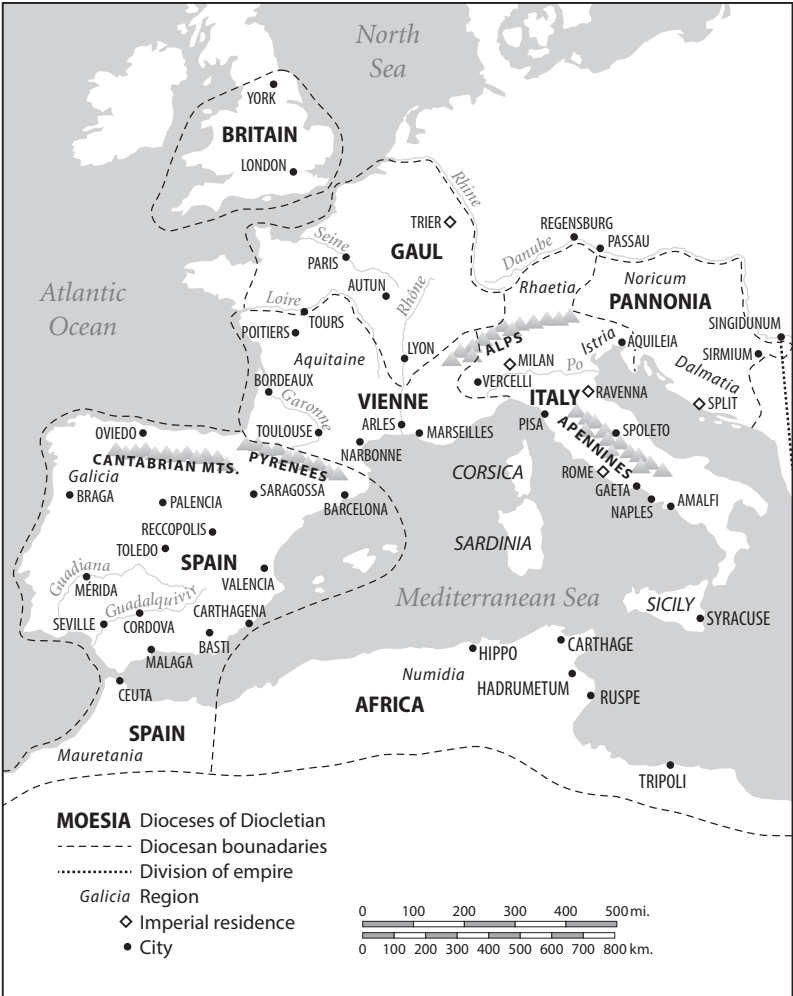 North
Sea
YORK
BRITAIN
LONDON
Rhine
TRIER
GAUL
Seine
PARIS
AUTUN
Rhône
Loire
TOURS
POITIERS
REGENSBURG
PASSAU
Danube
Rhaetia
Noricum
PANNONIA
SINGIDUNUM
SIRMIUM
Atlantic
Ocean
Aquitaine
LYON
ALPS
MILAN
Istria
AQUILEIA
Po
VERCELLI
Dalmatia
BORDEAUX
Garonne
VIENNE
ITALY
RAVENNA
SPLIT
TOULOUSE
ARLES
MARSEILLES
NARBONNE
PISA
APENNINES
SPOLETO
OVIEDO
CANTABRIAN MTS.
PYRENEES
CORSICA
ROME
GAETA
NAPLES
AMALFI
Galicia
BRAGA
PALENCIA
SARAGOSSA
BARCELONA
RECCOPOLIS
TOLEDO
SPAIN
SARDINIA
Guadiana
MÉRIDA
VALENCIA
Guadalquivir
Mediterranean Sea
SICILY
SYRACUSE
SEVILLE
CORDOVA
CARTHAGENA
BASTI
MALAGA
CEUTA
HIPPO
CARTHAGE
Numidia
HADRUMETUM
RUSPE
AFRICA
SPAIN
Mauretania
TRIPOLI
MOESIA Dioceses of Diocletian
Diocesan bounadaries
Division of empire
Galicia Region
Imperial residence
City
0 100 200 300 400 500 mi.
0 100 200 300 400 500 600 700 800 km.